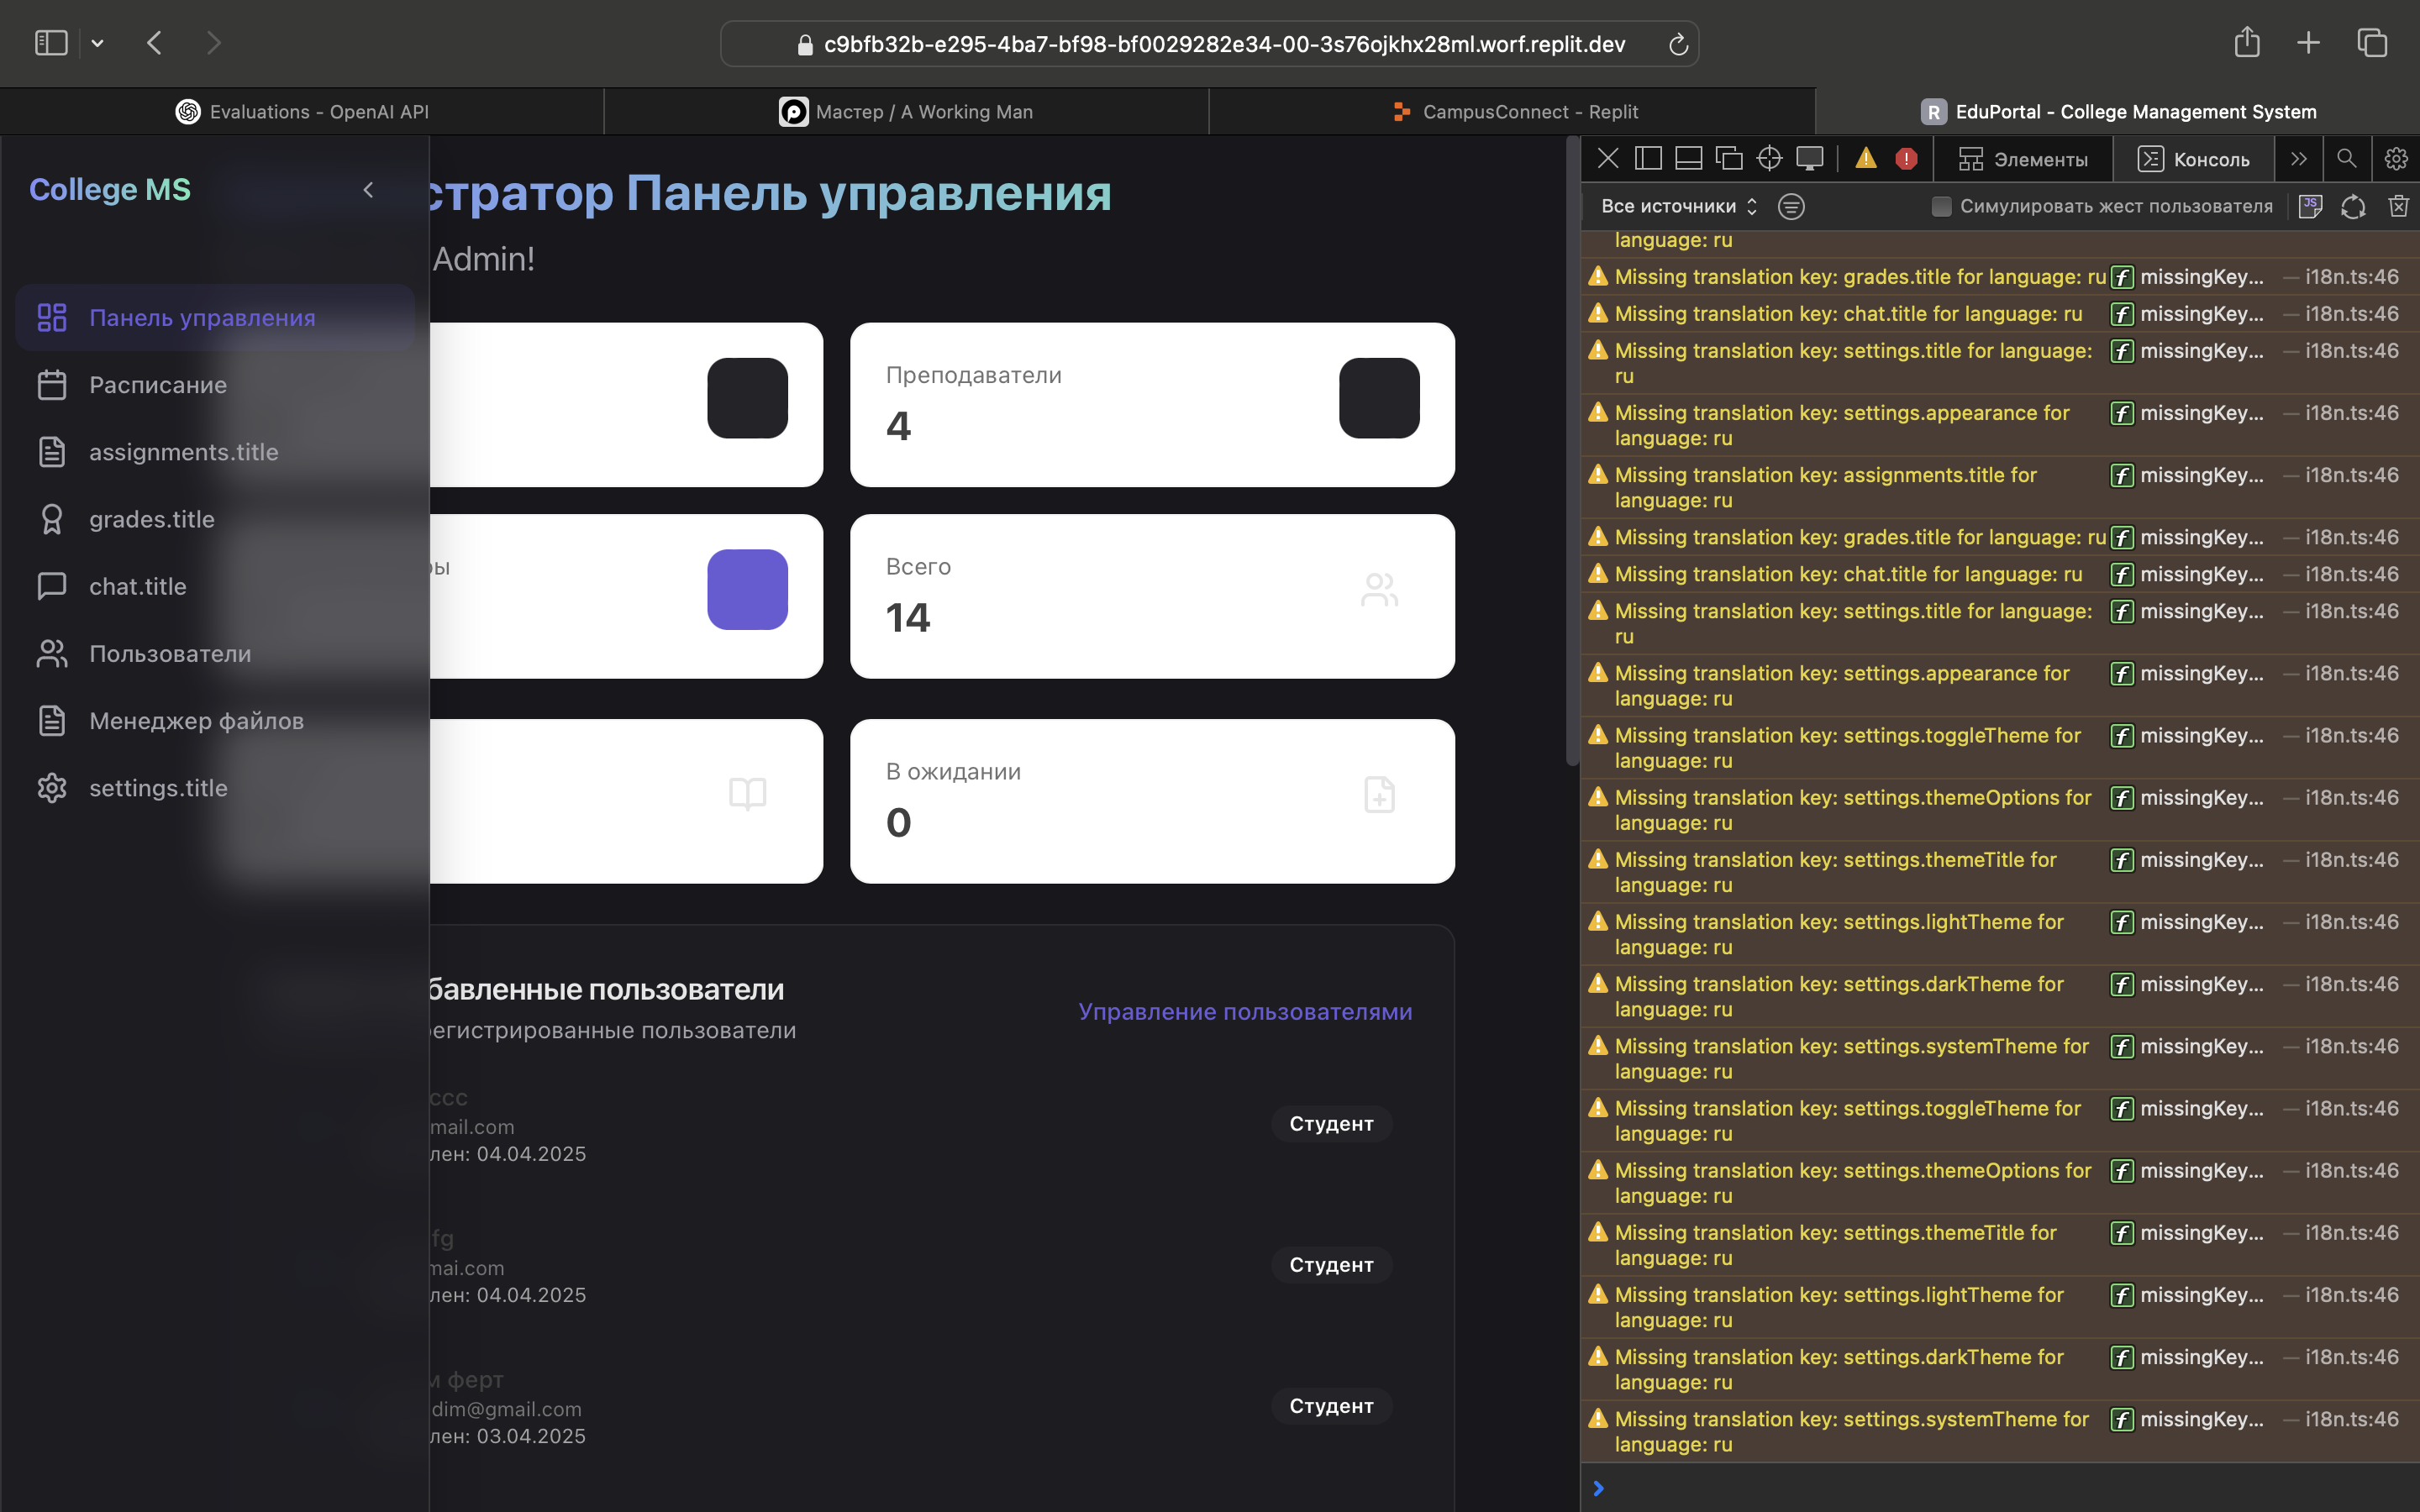 c9bfb32b-e295-4ba7-bf98-bf0029282e34-00-3s76ojkhx28ml.worf.replit.dev
Evaluations - OpenAI API
Мастер / A Working Man
CampusConnect - Replit
R EduPortal - College Management System
College MS
Панель управления
Расписание
assignments.title
grades.title
chat.title
Пользователи
Менеджер файлов
settings.title
стратор Панель управления
Admin!
Преподаватели
4
ры
Всего
14
В ожидании
0
бавленные пользователи
регистрированные пользователи
Управление пользователями
ссс
mail.com
лен: 04.04.2025
Студент
fg
mai.com
лен: 04.04.2025
Студент
м ферт
dim@gmail.com
лен: 03.04.2025
Студент
Элементы
Консоль
Все источники
Симулировать жест пользователя
language: ru
Missing translation key: grades.title for language: ru missingKey... — i18n.ts:46
Missing translation key: chat.title for language: ru missingKey... — i18n.ts:46
Missing translation key: settings.title for language: missingKey... — i18n.ts:46
ru
Missing translation key: settings.appearance for missingKey... — i18n.ts:46
language: ru
Missing translation key: assignments.title for missingKey... — i18n.ts:46
language: ru
Missing translation key: grades.title for language: ru missingKey... — i18n.ts:46
Missing translation key: chat.title for language: ru missingKey... — i18n.ts:46
Missing translation key: settings.title for language: missingKey... — i18n.ts:46
ru
Missing translation key: settings.appearance for missingKey... — i18n.ts:46
language: ru
Missing translation key: settings.toggleTheme for missingKey... — i18n.ts:46
language: ru
Missing translation key: settings.themeOptions for missingKey... — i18n.ts:46
language: ru
Missing translation key: settings.themeTitle for missingKey... — i18n.ts:46
language: ru
Missing translation key: settings.lightTheme for missingKey... — i18n.ts:46
language: ru
Missing translation key: settings.darkTheme for missingKey... — i18n.ts:46
language: ru
Missing translation key: settings.systemTheme for missingKey... — i18n.ts:46
language: ru
Missing translation key: settings.toggleTheme for missingKey... — i18n.ts:46
language: ru
Missing translation key: settings.themeOptions for missingKey... — i18n.ts:46
language: ru
Missing translation key: settings.themeTitle for missingKey... — i18n.ts:46
language: ru
Missing translation key: settings.lightTheme for missingKey... — i18n.ts:46
language: ru
Missing translation key: settings.darkTheme for missingKey... — i18n.ts:46
language: ru
Missing translation key: settings.systemTheme for missingKey... — i18n.ts:46
language: ru